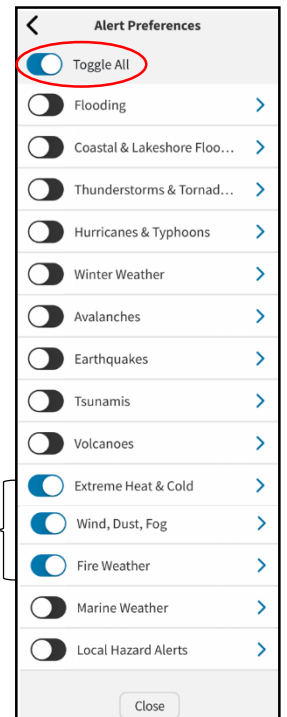 Alert Preferences
Toggle All
Flooding
Coastal & Lakeshore Floo...
Thunderstorms & Tornad...
Hurricanes & Typhoons
Winter Weather
Avalanches
Earthquakes
Tsunamis
Volcanoes
Extreme Heat & Cold
Wind, Dust, Fog
Fire Weather
Marine Weather
Local Hazard Alerts
Close